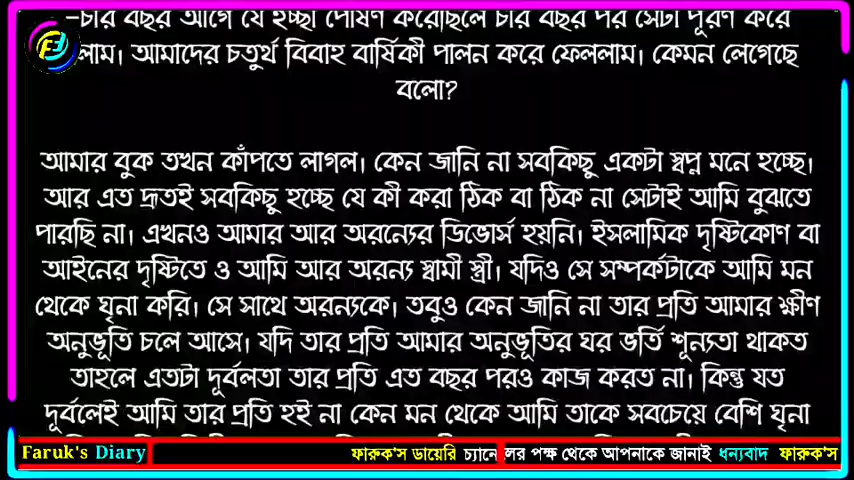 –চার বছর আগে যে ইচ্ছা পোষণ করেছিলে চার বছর পর সেটা পূরণ করে
লাম। আমাদের চতুর্থ বিবাহ বার্ষিকী পালন করে ফেললাম। কেমন লেগেছে
বলো?
আমার বুক তখন কাঁপতে লাগল। কেন জানি না সবকিছু একটা স্বপ্ন মনে হচ্ছে।
আর এত দ্রূতই সবকিছু হচ্ছে যে কী করা ঠিক বা ঠিক না সেটাই আমি বুঝতে
পারছি না। এখনও আমার আর অরন্যের ডিভোর্স হয়নি। ইসলামিক দৃষ্টিকোণ বা
আইনের দৃষ্টিতে ও আমি আর অরন্য স্বামী স্ত্রী। যদিও সে সম্পর্কটাকে আমি মন
থেকে ঘৃনা করি। সে সাথে অরন্যকে। তবুও কেন জানি না তার প্রতি আমার ক্ষীণ
অনুভূতি চলে আসে। যদি তার প্রতি আমার অনুভূতির ঘর ভর্তি শূন্যতা থাকত
তাহলে এতটা দূর্বলতা তার প্রতি এত বছর পরও কাজ করত না। কিন্তু যত
দূর্বলেই আমি তার প্রতি হই না কেন মন থেকে আমি তাকে সবচেয়ে বেশি ঘৃনা
Faruk's Diary ফারুক'স ডায়েরি চ্যানেলের পক্ষ থেকে আপনাকে জানাই ধন্যবাদ ফারুক'স